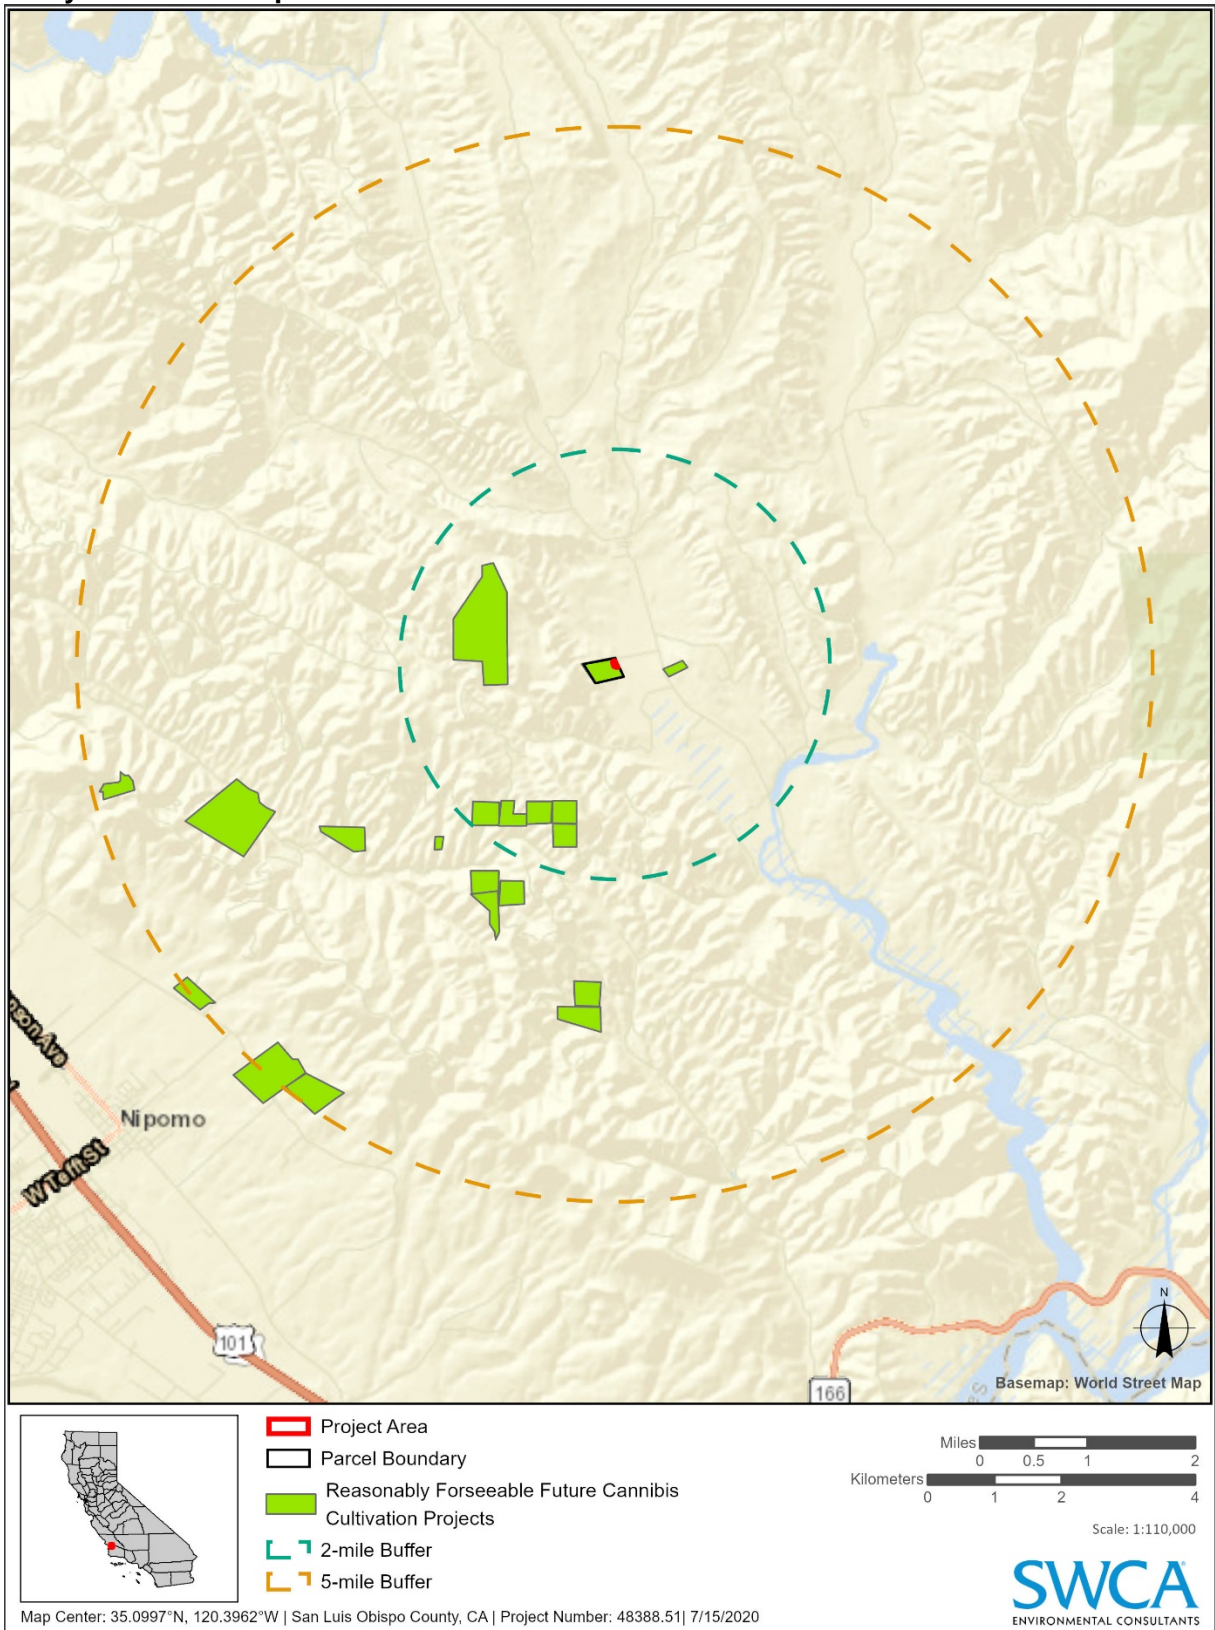 nson Ave
Nipomo
W Tefft St
101
166
N
Basemap: World Street Map
Project Area
Parcel Boundary
Reasonably Forseeable Future Cannibis
Cultivation Projects
2-mile Buffer
5-mile Buffer
Miles
0 0.5 1 2
Kilometers
0 1 2 4
Scale: 1:110,000
SWCA
ENVIRONMENTAL CONSULTANTS
Map Center: 35.0997°N, 120.3962°W | San Luis Obispo County, CA | Project Number: 48388.51| 7/15/2020